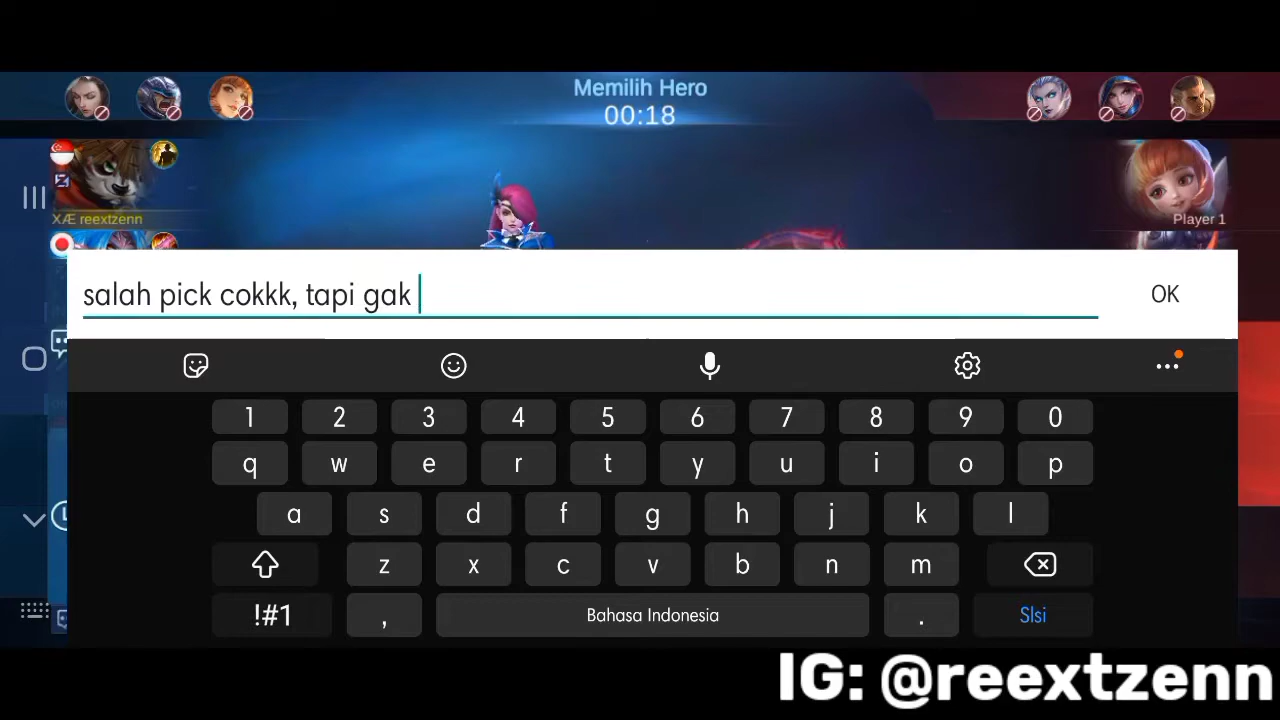 Memilih Hero
00:18
XÆ reextzenn
Player 1
salah pick cokkk, tapi gak
OK
1 2 3 4 5 6 7 8 9 0
q w e r t y u i o p
a s d f g h j k l
z x c v b n m
!#1 , Bahasa Indonesia . Slsi
IG: @reextzenn